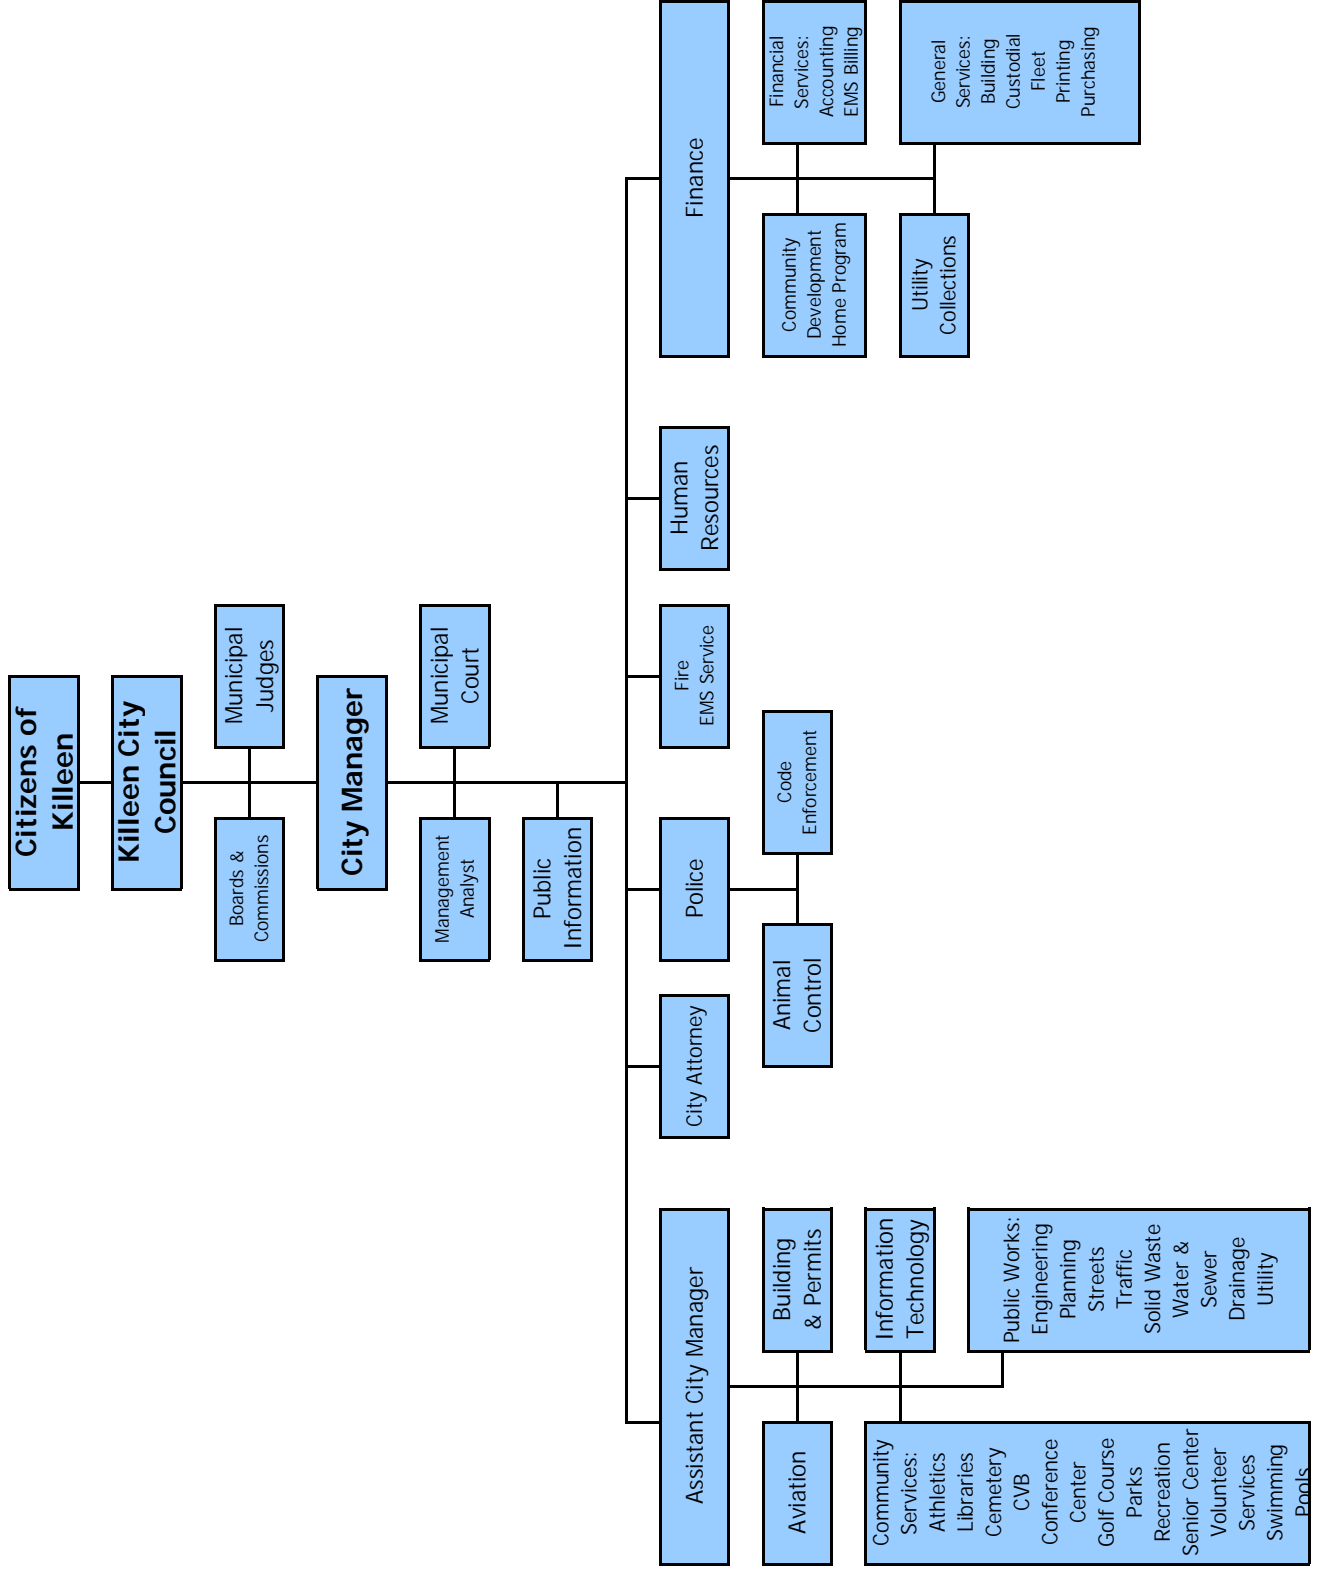 Citizens of
Killeen
Killeen City
Council
Boards &
Commissions
Municipal
Judges
City Manager
Management
Analyst
Municipal
Court
Public
Information
Assistant City Manager
City Attorney
Police
Fire
EMS Service
Human
Resources
Finance
Aviation
Building
& Permits
Community
Services:
Athletics
Libraries
Cemetery
CVB
Conference
Center
Golf Course
Parks
Recreation
Senior Center
Volunteer
Services
Swimming
Pools
Information
Technology
Public Works:
Engineering
Planning
Streets
Traffic
Solid Waste
Water &
Sewer
Drainage
Utility
Animal
Control
Code
Enforcement
Community
Development
Home Program
Financial
Services:
Accounting
EMS Billing
Utility
Collections
General
Services:
Building
Custodial
Fleet
Printing
Purchasing